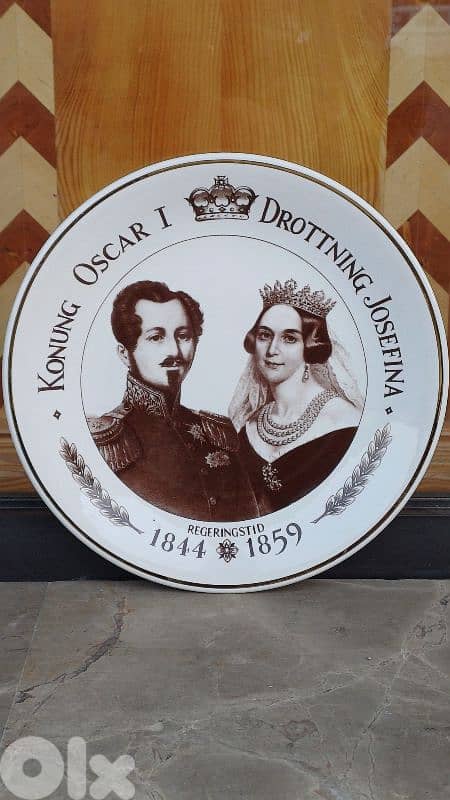 KONUNG OSCAR I DROTTNING JOSEFINA
REGERINGSTID
1844 1859
OLX